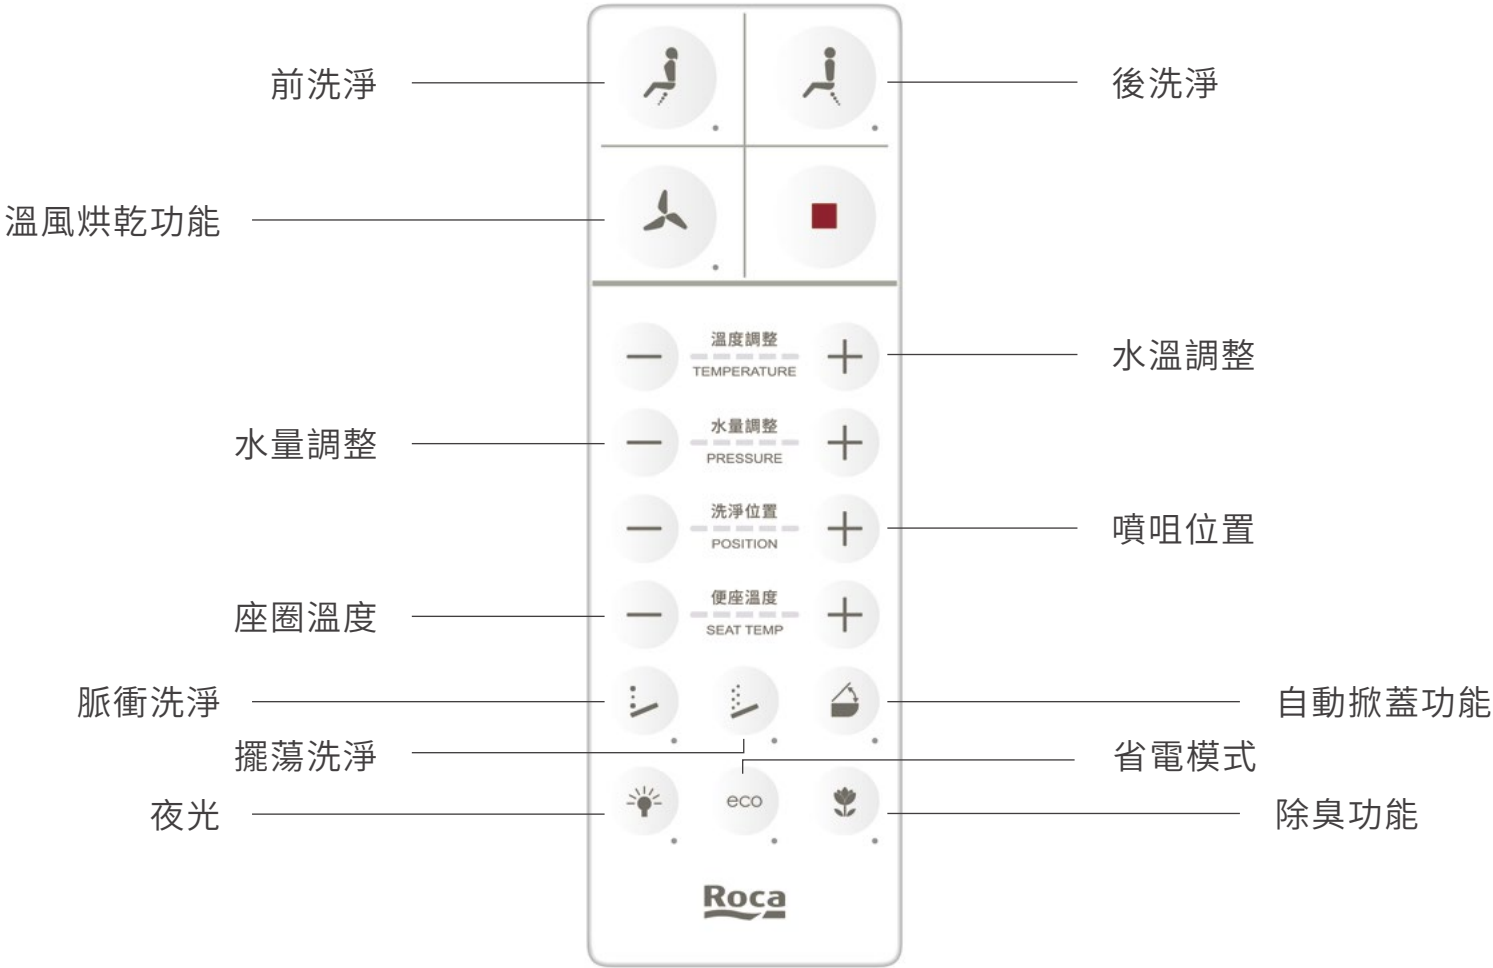 前洗淨
後洗淨
溫風烘乾功能
溫度調整
TEMPERATURE
水溫調整
水量調整
水量調整
PRESSURE
洗淨位置
POSITION
噴咀位置
座圈溫度
便座溫度
SEAT TEMP
脈衝洗淨
自動掀蓋功能
擺蕩洗淨
省電模式
夜光
eco
除臭功能
Roca